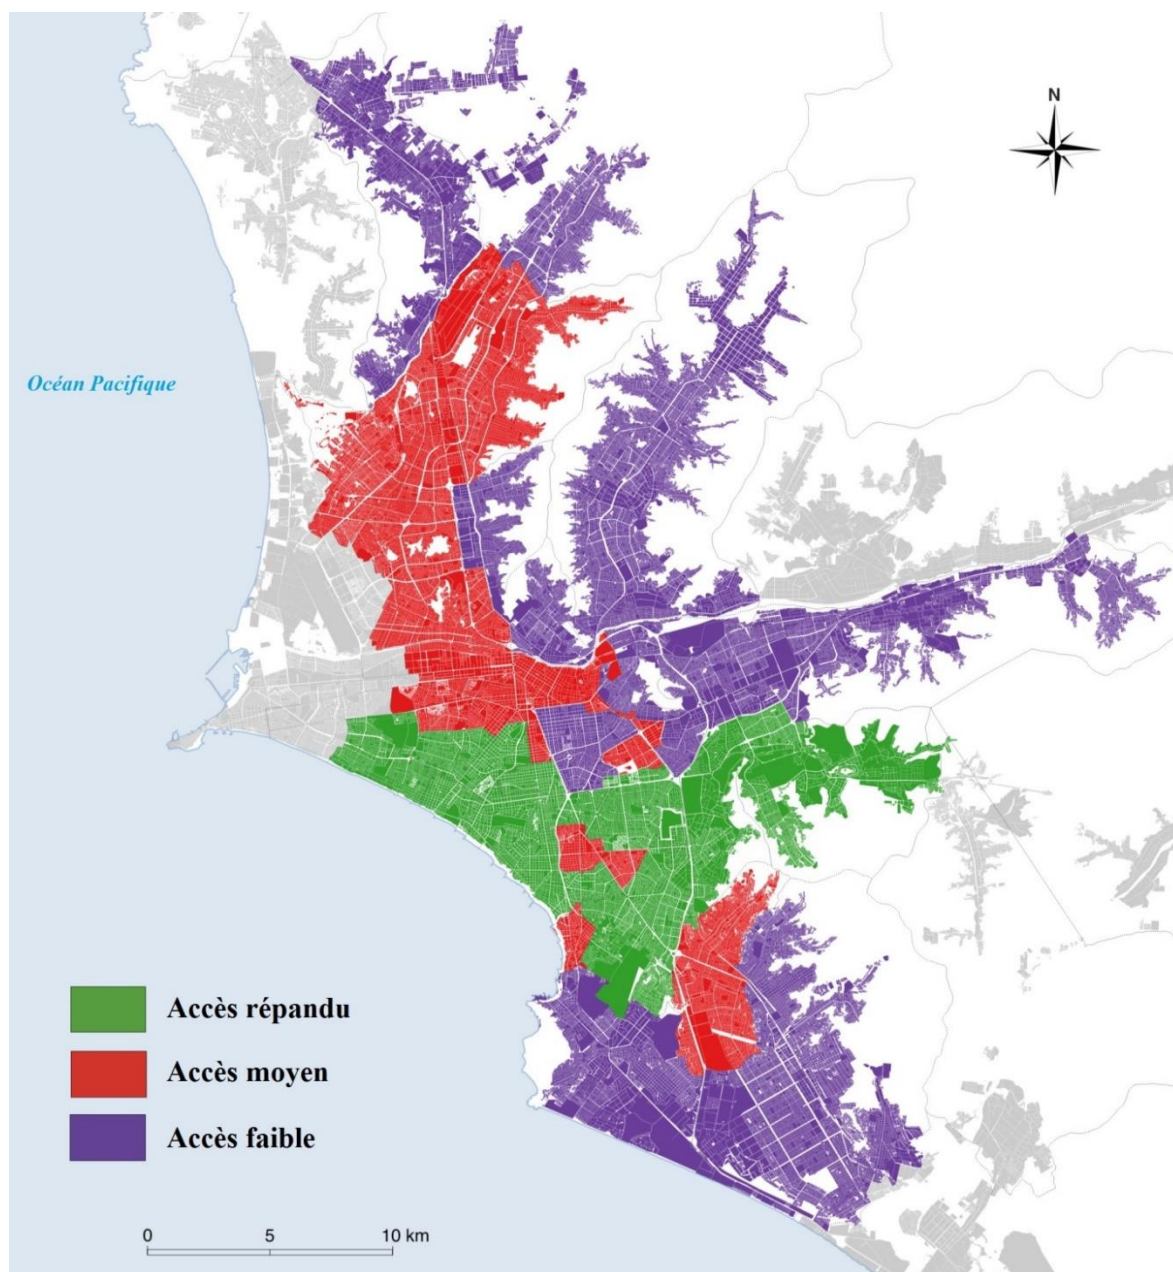 N
Océan Pacifique
Accès répandu
Accès moyen
Accès faible
0 5 10 km